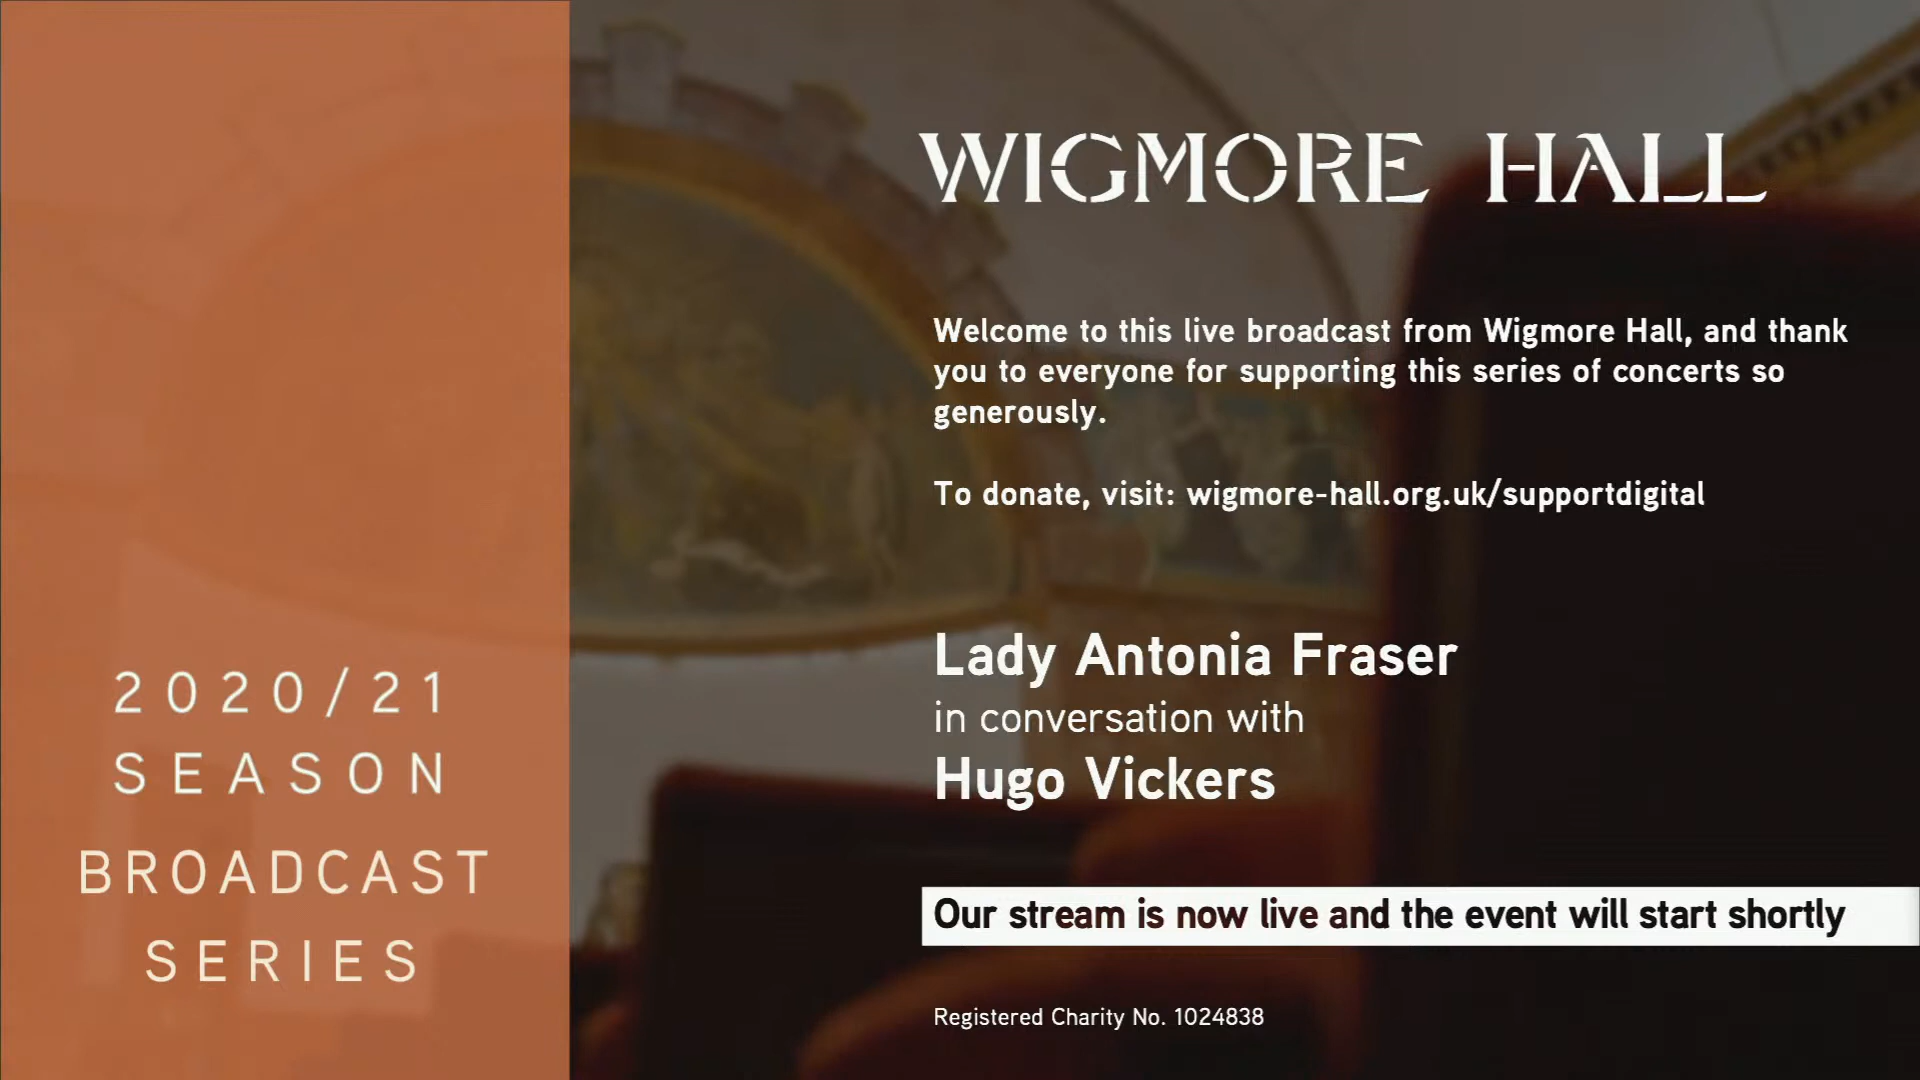 WIGMORE HALL
Welcome to this live broadcast from Wigmore Hall, and thank
you to everyone for supporting this series of concerts so
generously.
To donate, visit: wigmore-hall.org.uk/supportdigital
Lady Antonia Fraser
in conversation with
Hugo Vickers
Our stream is now live and the event will start shortly
Registered Charity No. 1024838
2020/21
SEASON
BROADCAST
SERIES